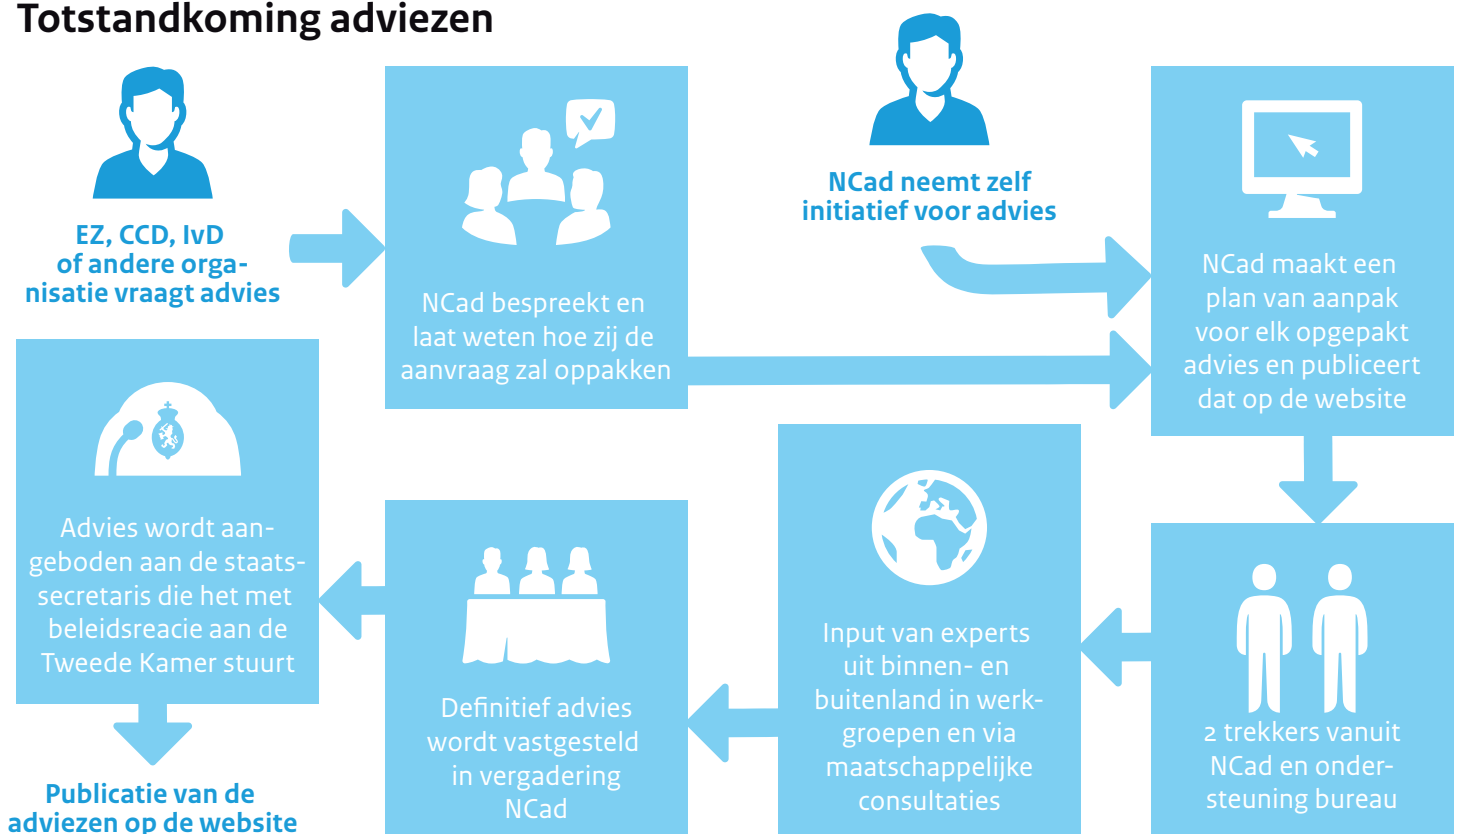 Totstandkoming adviezen
EZ, CCD, IvD
of andere orga-
nisatie vraagt advies
NCad bespreekt en
laat weten hoe zij de
aanvraag zal oppakken
NCad neemt zelf
initiatief voor advies
NCad maakt een
plan van aanpak
voor elk opgepakt
advies en publiceert
dat op de website
2 trekkers vanuit
NCad en onder-
steuning bureau
Input van experts
uit binnen- en
buitenland in werk-
groepen en via
maatschappelijke
consultaties
Definitief advies
wordt vastgesteld
in vergadering
NCad
Advies wordt aan-
geboden aan de staats-
secretaris die het met
beleidsreacie aan de
Tweede Kamer stuurt
Publicatie van de
adviezen op de website